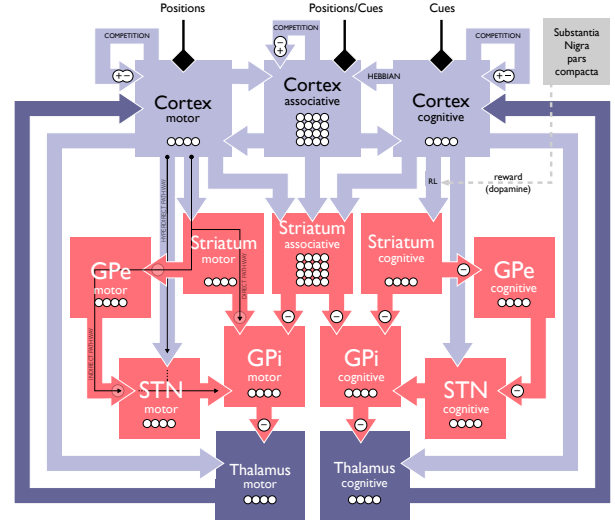 Positions
Positions/Cues
Cues
COMPETITION
COMPETITION
COMPETITION
Substantia
Nigra
pars
compacta
+ −
− +
+ −
HEBBIAN
Cortex
motor
Cortex
associative
Cortex
cognitive
RL
reward
(dopamine)
HYPERDIRECT PATHWAY
DIRECT PATHWAY
INDIRECT PATHWAY
Striatum
motor
Striatum
associative
Striatum
cognitive
GPe
motor
−
−
GPe
cognitive
−
−
−
−
GPi
motor
GPi
cognitive
STN
motor
−
STN
cognitive
−
−
−
Thalamus
motor
Thalamus
cognitive